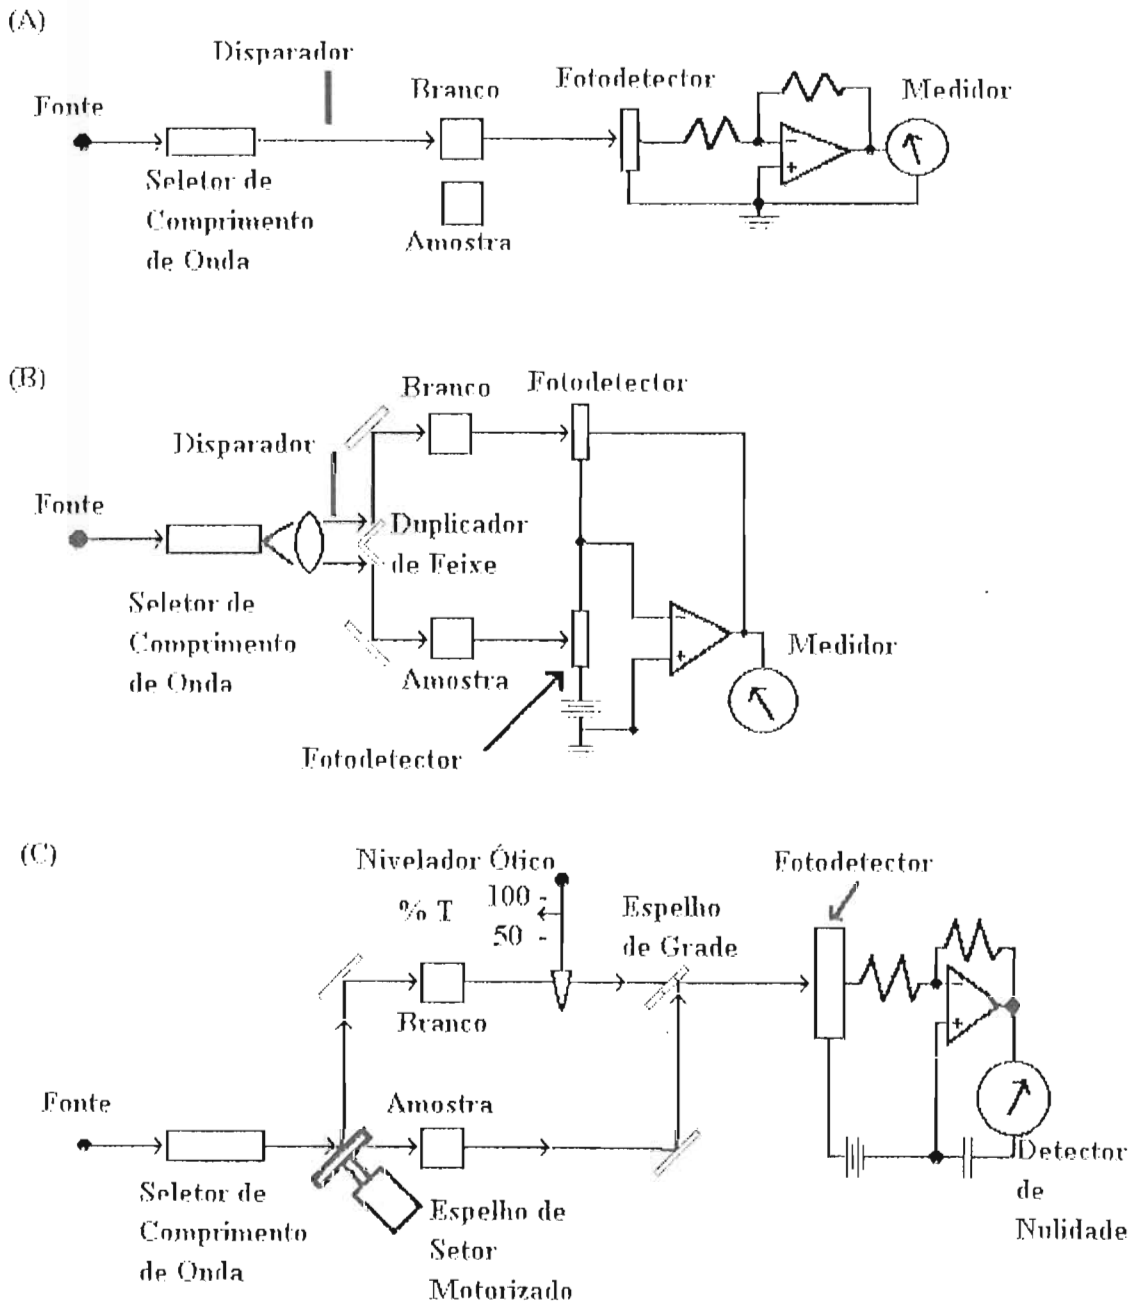 (A)
Disparador
Fonte
Branco
Fotodetector
Medidor
Seletor de
Comprimento
de Onda
Amostra
(B)
Branco
Fotodetector
Disparador
Fonte
Duplicador
de Feixe
Seletor de
Comprimento
de Onda
Amostra
Medidor
Fotodetector
(C)
Nivelador Ótico
% T
100 -
50 -
Espelho
de Grade
Fotodetector
Branco
Fonte
Amostra
Seletor de
Comprimento
de Onda
Espelho de
Setor
Motorizado
Detector
de
Nulidade